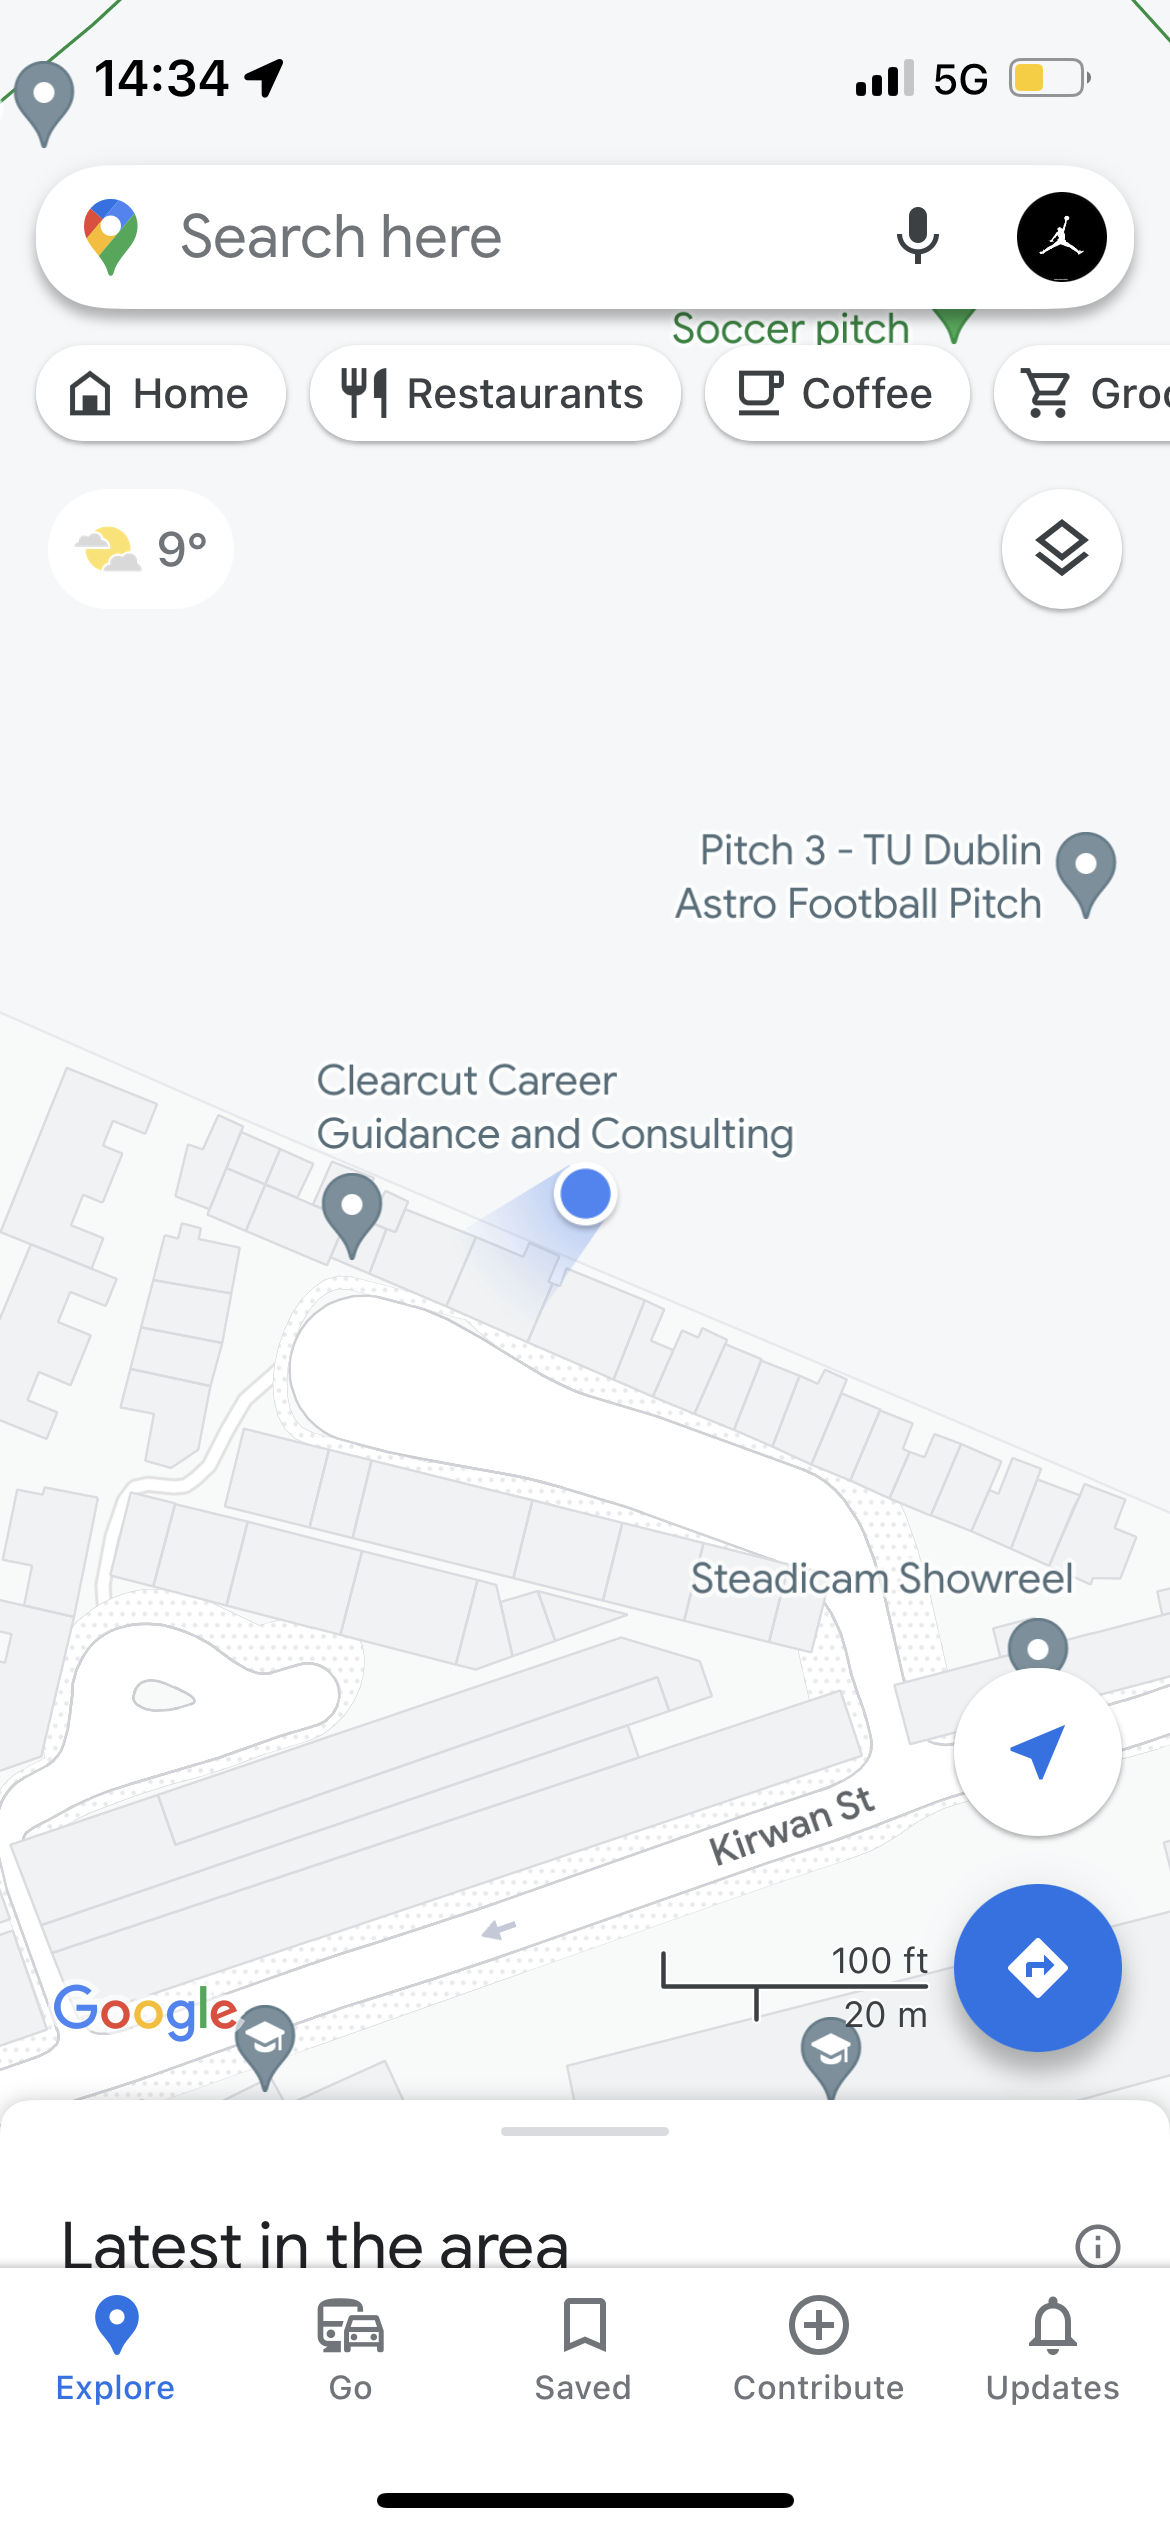 14:34
5G
Search here
Soccer pitch
Home
Restaurants
Coffee
Groc
9°
Pitch 3 - TU Dublin
Astro Football Pitch
Clearcut Career
Guidance and Consulting
Steadicam Showreel
Kirwan St
100 ft
20 m
Google
Latest in the area
Explore
Go
Saved
Contribute
Updates